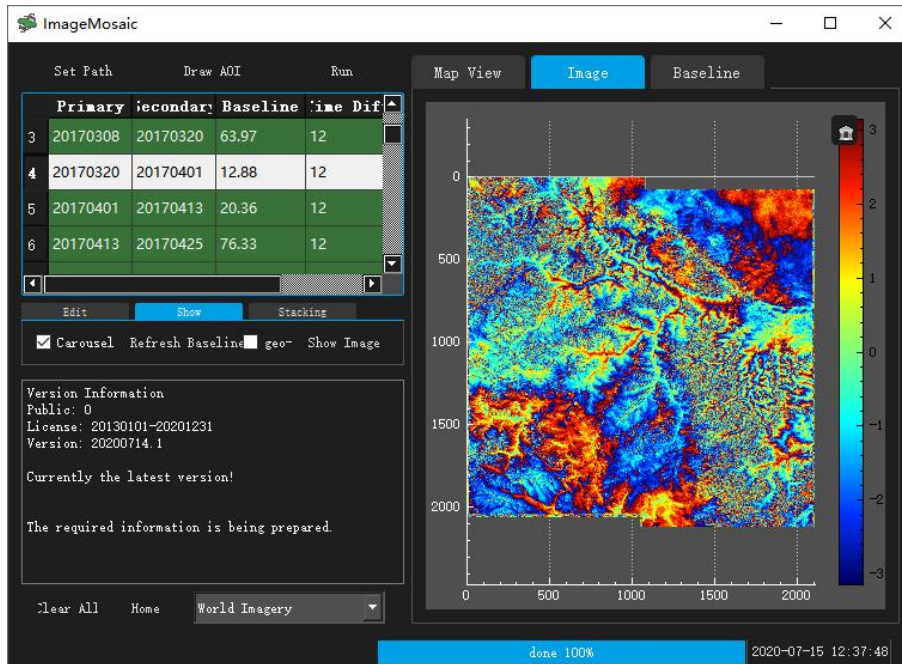 ImageMosaic
Set Path Draw AOI Run
Map View Image Baseline
Primary Secondary Baseline Time Dif
3 20170308 20170320 63.97 12
4 20170320 20170401 12.88 12
5 20170401 20170413 20.36 12
6 20170413 20170425 76.33 12
Edit Show Stacking
Carousel Refresh Baseline geo- Show Image
Version Information
Public: 0
License: 20130101-20201231
Version: 20200714.1
Currently the latest version!
The required information is being prepared.
Clear All Home World Imagery
0
500
1000
1500
2000
0 500 1000 1500 2000
3
2
1
0
-1
-2
-3
done 100% 2020-07-15 12:37:48